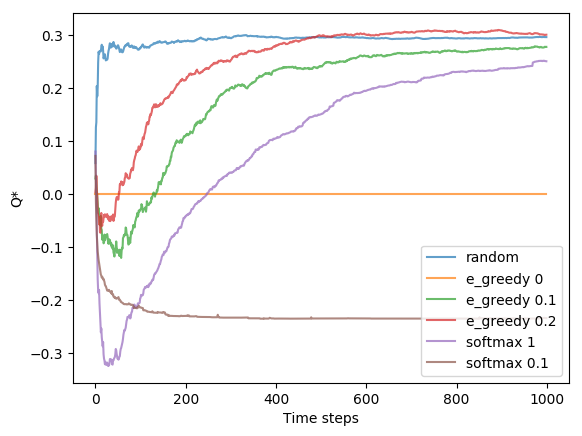 0.3
0.2
0.1
0.0
−0.1
−0.2
−0.3
Q*
0
200
400
600
800
1000
Time steps
random
e_greedy 0
e_greedy 0.1
e_greedy 0.2
softmax 1
softmax 0.1